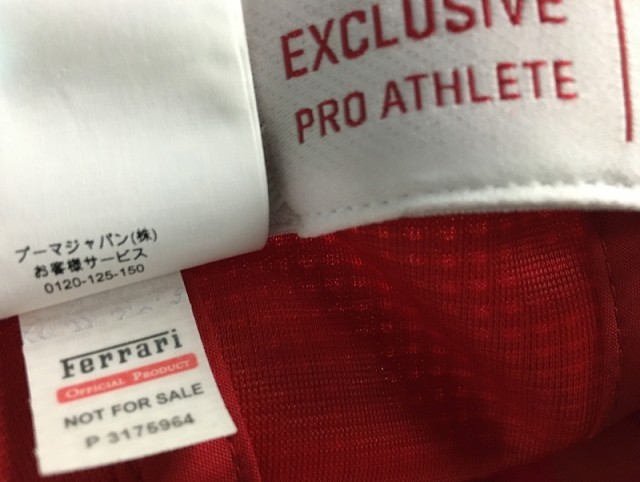 EXCLUSIVE
PRO ATHLETE
プーマジャパン(株)
お客様サービス
0120-125-150
Ferrari
OFFICIAL PRODUCT
NOT FOR SALE
P 3175964